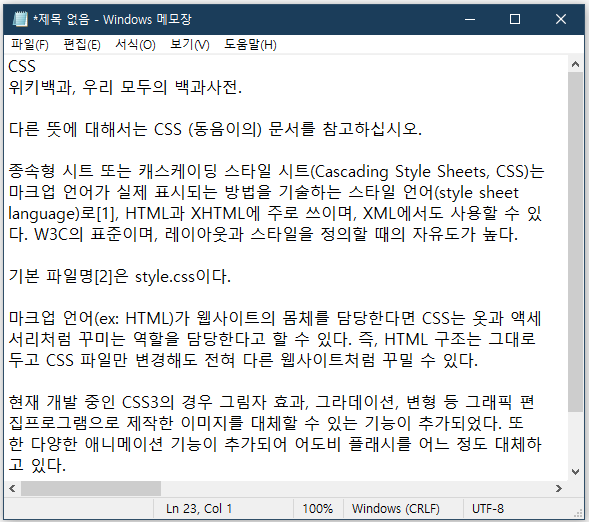 *제목 없음 - Windows 메모장
파일(F) 편집(E) 서식(O) 보기(V) 도움말(H)
CSS
위키백과, 우리 모두의 백과사전.
다른 뜻에 대해서는 CSS (동음이의) 문서를 참고하십시오.
종속형 시트 또는 캐스케이딩 스타일 시트(Cascading Style Sheets, CSS)는
마크업 언어가 실제 표시되는 방법을 기술하는 스타일 언어(style sheet
language)로[1], HTML과 XHTML에 주로 쓰이며, XML에서도 사용할 수 있
다. W3C의 표준이며, 레이아웃과 스타일을 정의할 때의 자유도가 높다.
기본 파일명[2]은 style.css이다.
마크업 언어(ex: HTML)가 웹사이트의 몸체를 담당한다면 CSS는 옷과 액세
서리처럼 꾸미는 역할을 담당한다고 할 수 있다. 즉, HTML 구조는 그대로
두고 CSS 파일만 변경해도 전혀 다른 웹사이트처럼 꾸밀 수 있다.
현재 개발 중인 CSS3의 경우 그림자 효과, 그라데이션, 변형 등 그래픽 편
집프로그램으로 제작한 이미지를 대체할 수 있는 기능이 추가되었다. 또
한 다양한 애니메이션 기능이 추가되어 어도비 플래시를 어느 정도 대체하
고 있다.
Ln 23, Col 1 100% Windows (CRLF) UTF-8